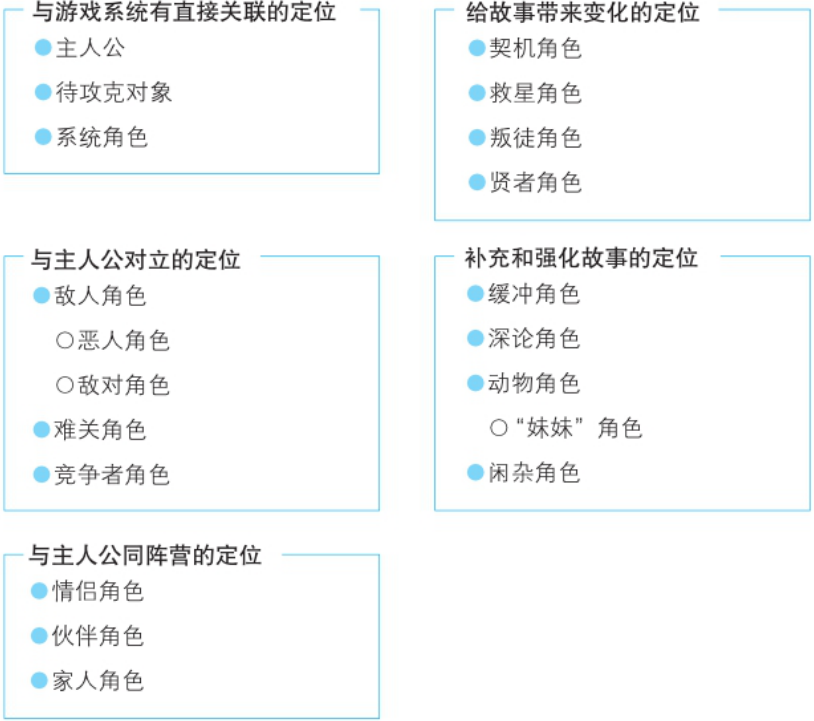 与游戏系统有直接关联的定位
●主人公
●待攻克对象
●系统角色
给故事带来变化的定位
●契机角色
●救星角色
●叛徒角色
●贤者角色
与主人公对立的定位
●敌人角色
○恶人角色
○敌对角色
●难关角色
●竞争者角色
补充和强化故事的定位
●缓冲角色
●深论角色
●动物角色
○“妹妹”角色
●闲杂角色
与主人公同阵营的定位
●情侣角色
●伙伴角色
●家人角色